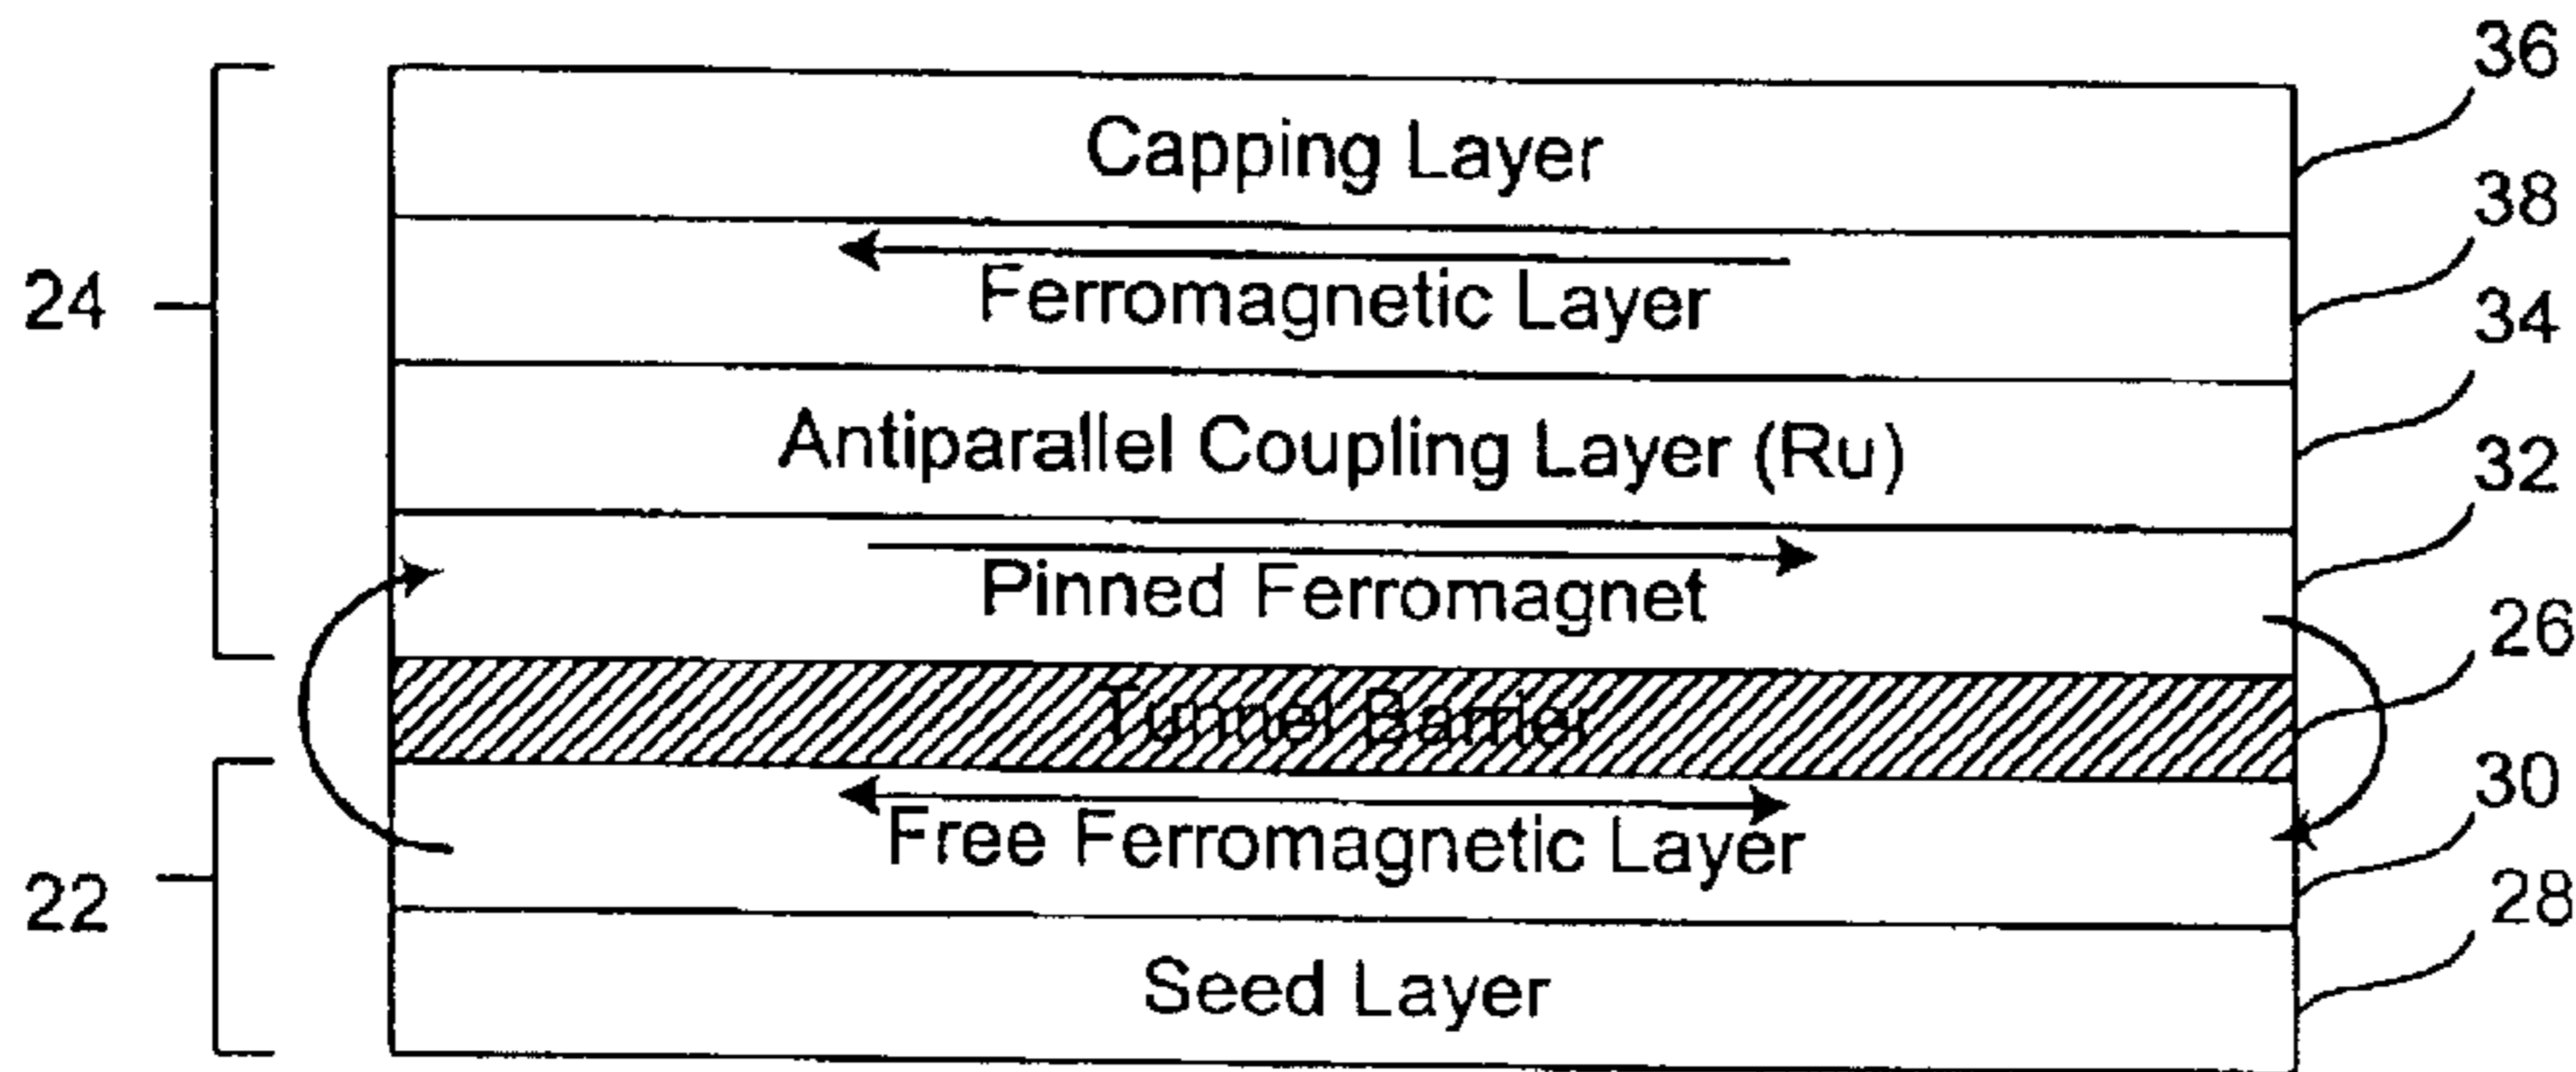 36
Capping Layer
38
24
Ferromagnetic Layer
34
Antiparallel Coupling Layer (Ru)
32
Pinned Ferromagnet
26
Tunnel Barrier
30
Free Ferromagnetic Layer
22
28
Seed Layer